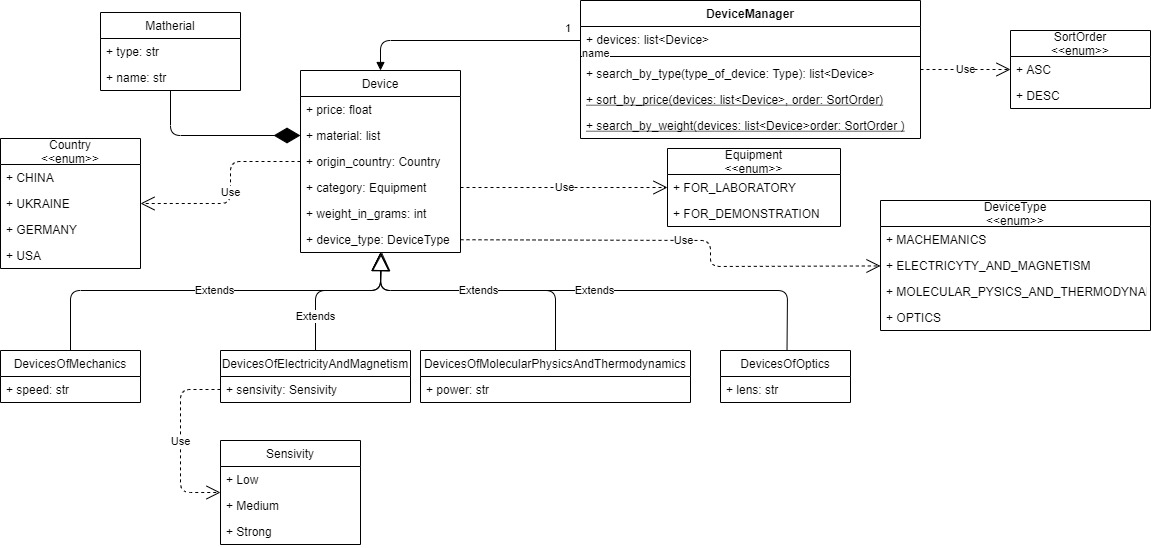 Matherial
+ type: str
+ name: str
1
DeviceManager
+ devices: list<Device>
name
+ search_by_type(type_of_device: Type): list<Device>
+ sort_by_price(devices: list<Device>, order: SortOrder)
+ search_by_weight(devices: list<Device>order: SortOrder )
Use
SortOrder
<<enum>>
+ ASC
+ DESC
Device
+ price: float
+ material: list
+ origin_country: Country
+ category: Equipment
+ weight_in_grams: int
+ device_type: DeviceType
Country
<<enum>>
+ CHINA
+ UKRAINE
+ GERMANY
+ USA
Use
Use
Equipment
<<enum>>
+ FOR_LABORATORY
+ FOR_DEMONSTRATION
Use
DeviceType
<<enum>>
+ MACHEMANICS
+ ELECTRICYTY_AND_MAGNETISM
+ MOLECULAR_PYSICS_AND_THERMODYNA
+ OPTICS
Extends
Extends
Extends
Extends
DevicesOfMechanics
+ speed: str
DevicesOfElectricityAndMagnetism
+ sensivity: Sensivity
DevicesOfMolecularPhysicsAndThermodynamics
+ power: str
DevicesOfOptics
+ lens: str
Use
Sensivity
+ Low
+ Medium
+ Strong